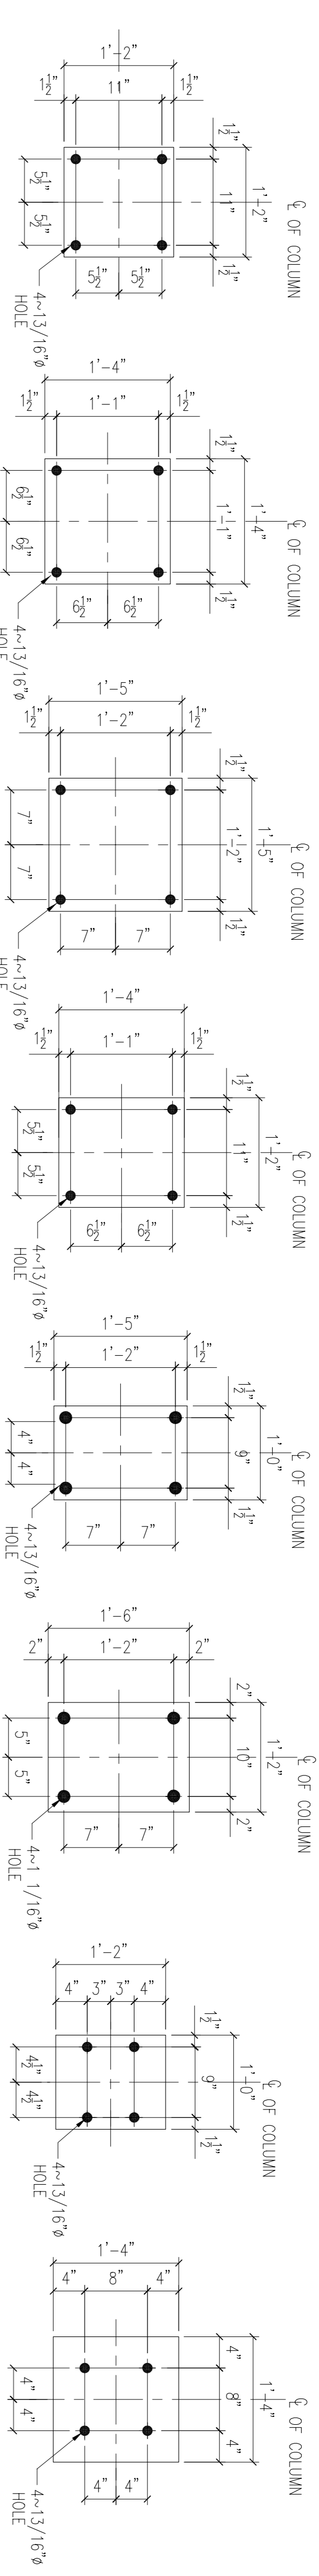 ℄ OF COLUMN
1'-2"
1½" 11" 1½"
1'-2"
1½" 11" 1½"
5½" 5½"
5½" 5½"
4~13/16"ø
HOLE
℄ OF COLUMN
1'-4"
1½" 1'-1" 1½"
1'-4"
1½" 1'-1" 1½"
6½" 6½"
6½" 6½"
4~13/16"ø
HOLE
℄ OF COLUMN
1'-5"
1½" 1'-2" 1½"
1'-5"
1½" 1'-2" 1½"
7" 7"
7" 7"
4~13/16"ø
HOLE
℄ OF COLUMN
1'-2"
1½" 11" 1½"
1'-4"
1½" 1'-1" 1½"
6½" 6½"
5½" 5½"
4~13/16"ø
HOLE
℄ OF COLUMN
1'-0"
1½" 9" 1½"
1'-5"
1½" 1'-2" 1½"
7" 7"
4" 4"
4~13/16"ø
HOLE
℄ OF COLUMN
1'-2"
2" 10" 2"
1'-6"
2" 1'-2" 2"
7" 7"
5" 5"
4~1 1/16"ø
HOLE
℄ OF COLUMN
1'-0"
1½" 9" 1½"
1'-2"
4" 3" 3" 4"
4½" 4½"
4~13/16"ø
HOLE
℄ OF COLUMN
1'-4"
4" 8" 4"
1'-4"
4" 8" 4"
4" 4"
4" 4"
4~13/16"ø
HOLE